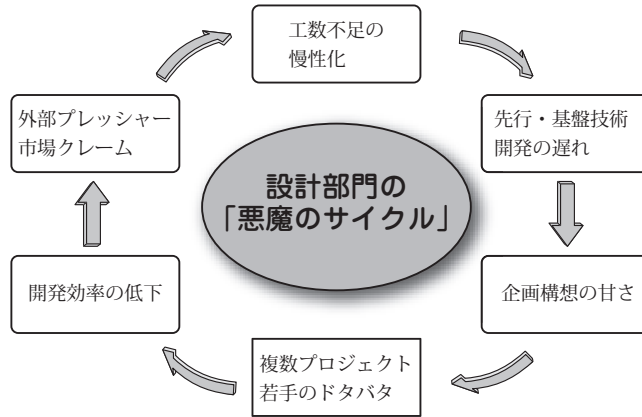 工数不足の
慢性化
外部プレッシャー
市場クレーム
先行・基盤技術
開発の遅れ
設計部門の
「悪魔のサイクル」
開発効率の低下
企画構想の甘さ
複数プロジェクト
若手のドタバタ